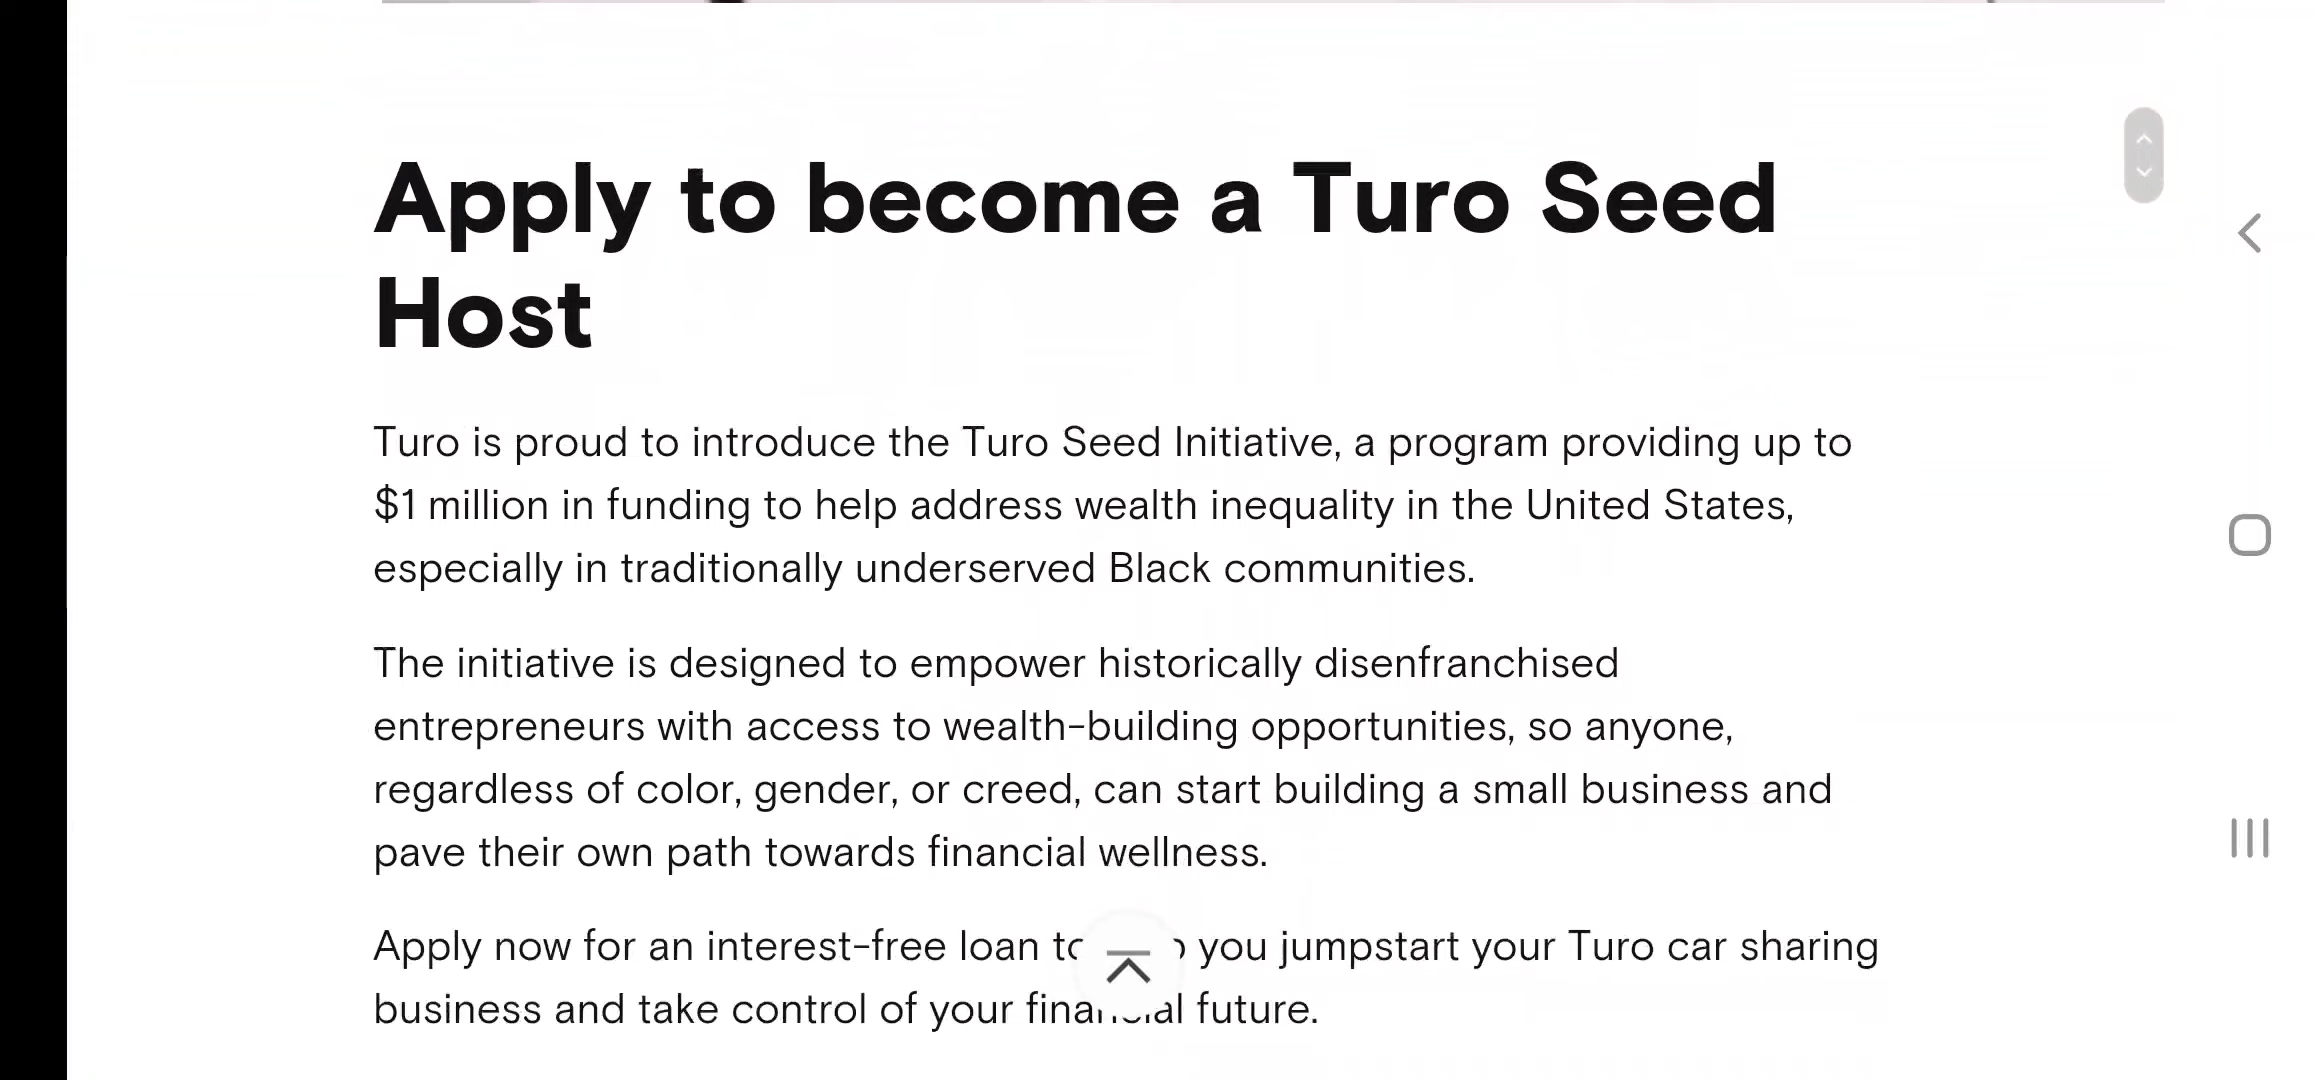 Apply to become a Turo Seed
Host
Turo is proud to introduce the Turo Seed Initiative, a program providing up to
$1 million in funding to help address wealth inequality in the United States,
especially in traditionally underserved Black communities.
The initiative is designed to empower historically disenfranchised
entrepreneurs with access to wealth-building opportunities, so anyone,
regardless of color, gender, or creed, can start building a small business and
pave their own path towards financial wellness.
Apply now for an interest-free loan you jumpstart your Turo car sharing
business and take control of your financial future.